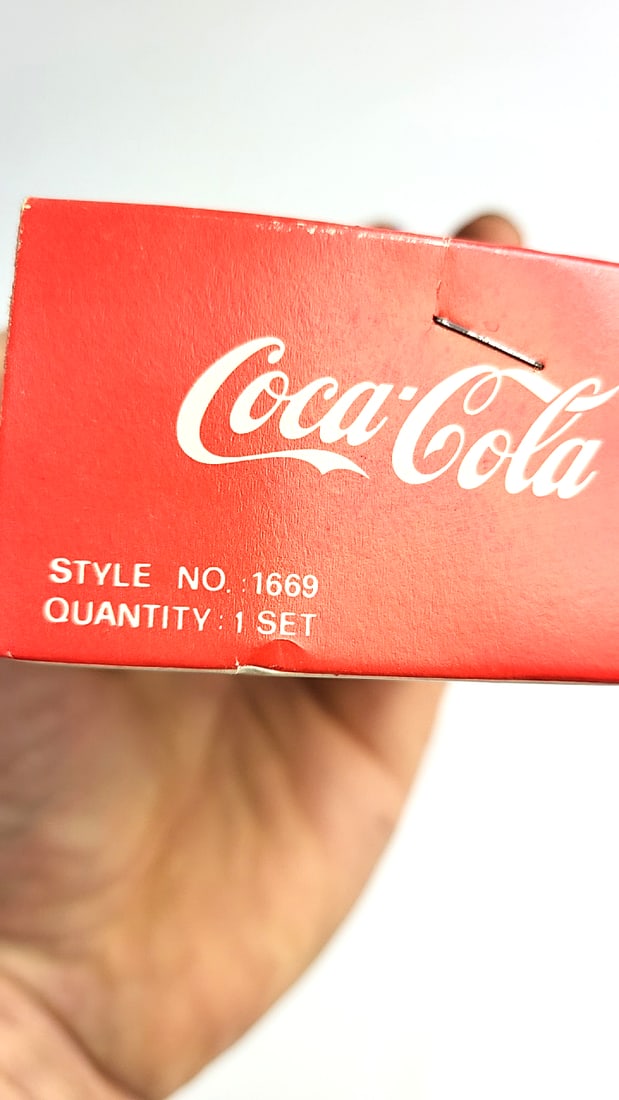 Coca-Cola
STYLE NO. : 1669
QUANTITY : 1 SET